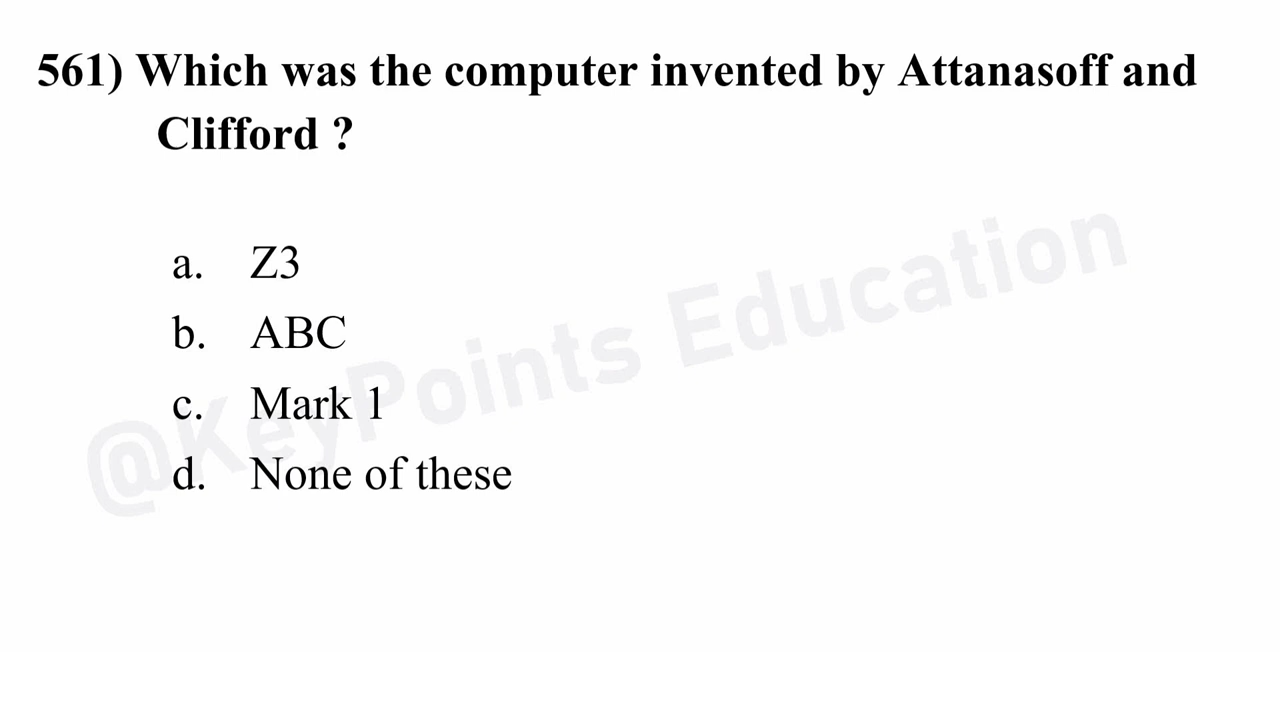 561) Which was the computer invented by Attanasoff and
Clifford ?
a. Z3
b. ABC
c. Mark 1
d. None of these
@KeyPoints Education